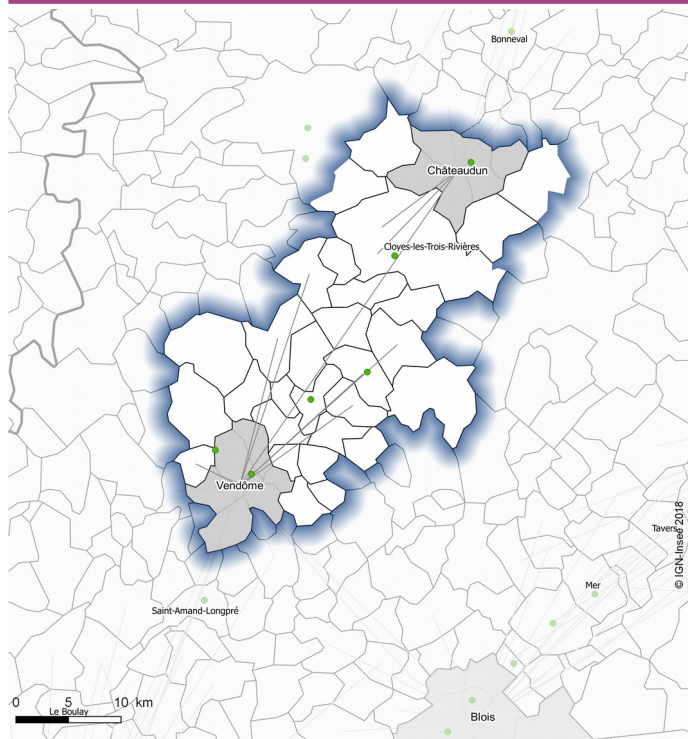 Bonneval
Châteaudun
Cloyes-les-Trois-Rivières
Vendôme
© IGN-Insee 2018
Tavers
Mer
Saint-Amand-Longpré
0 5 10 km
Le Boulay
Blois